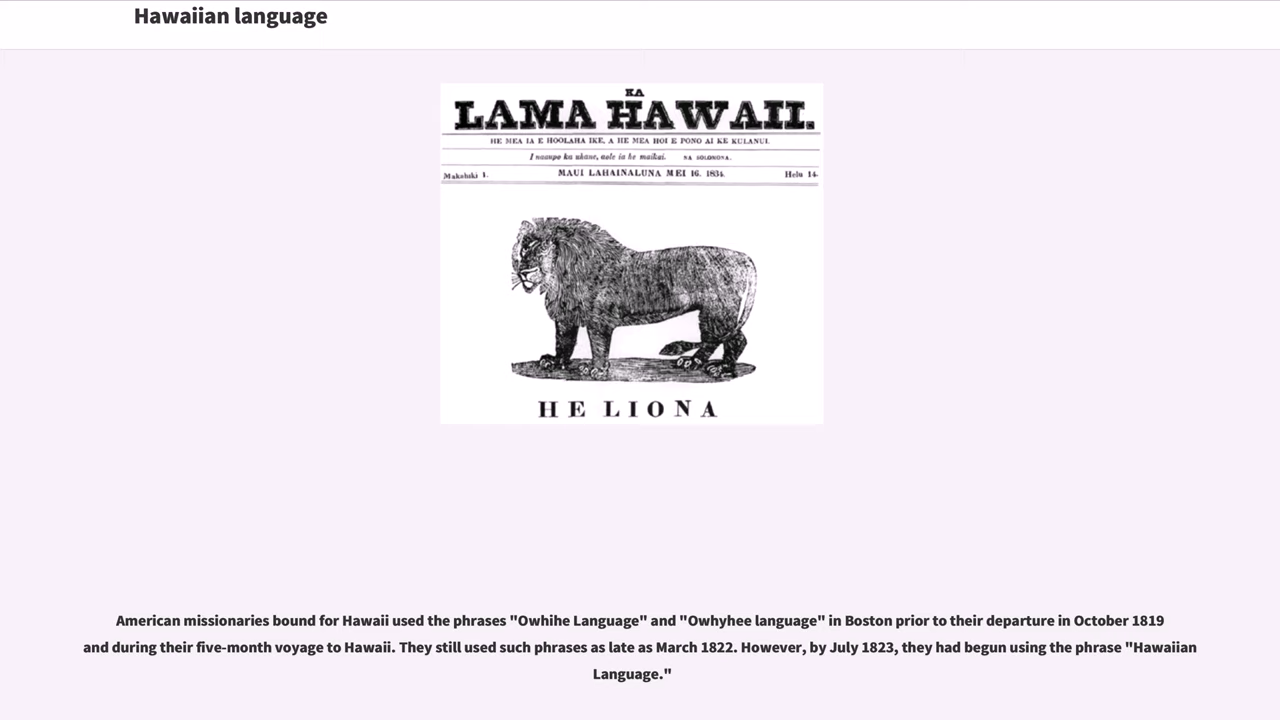 Hawaiian language
KA
LAMA HAWAII.
HE MEA IA E HOOLAHA IKE, A HE MEA HOI E PONO AI KE KULANUI.
I naaupo ka uhane, aole ia he maikai. NA SOLOMONA.
Makahiki 1. MAUI LAHAINALUNA MEI 16. 1834. Helu 14.
HE LIONA
American missionaries bound for Hawaii used the phrases "Owhihe Language" and "Owhyhee language" in Boston prior to their departure in October 1819
and during their five-month voyage to Hawaii. They still used such phrases as late as March 1822. However, by July 1823, they had begun using the phrase "Hawaiian
Language."